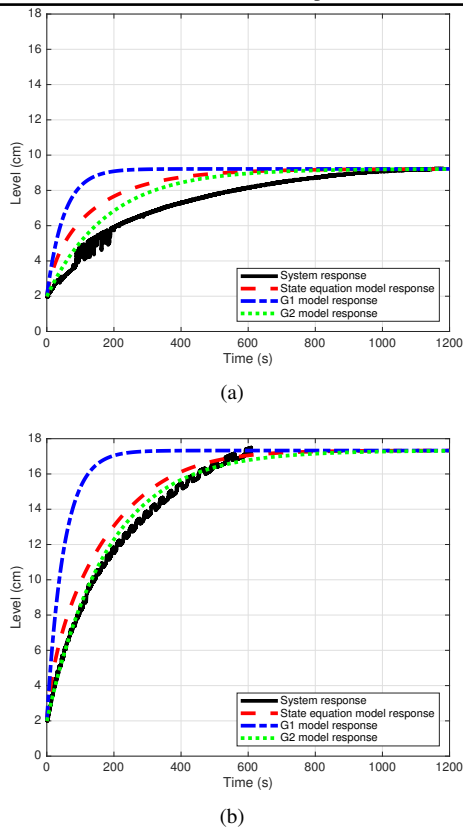 18
16
14
12
10
8
6
4
2
0
Level (cm)
System response
State equation model response
G1 model response
G2 model response
0 200 400 600 800 1000 1200
Time (s)
(a)
18
16
14
12
10
8
6
4
2
0
Level (cm)
System response
State equation model response
G1 model response
G2 model response
0 200 400 600 800 1000 1200
Time (s)
(b)